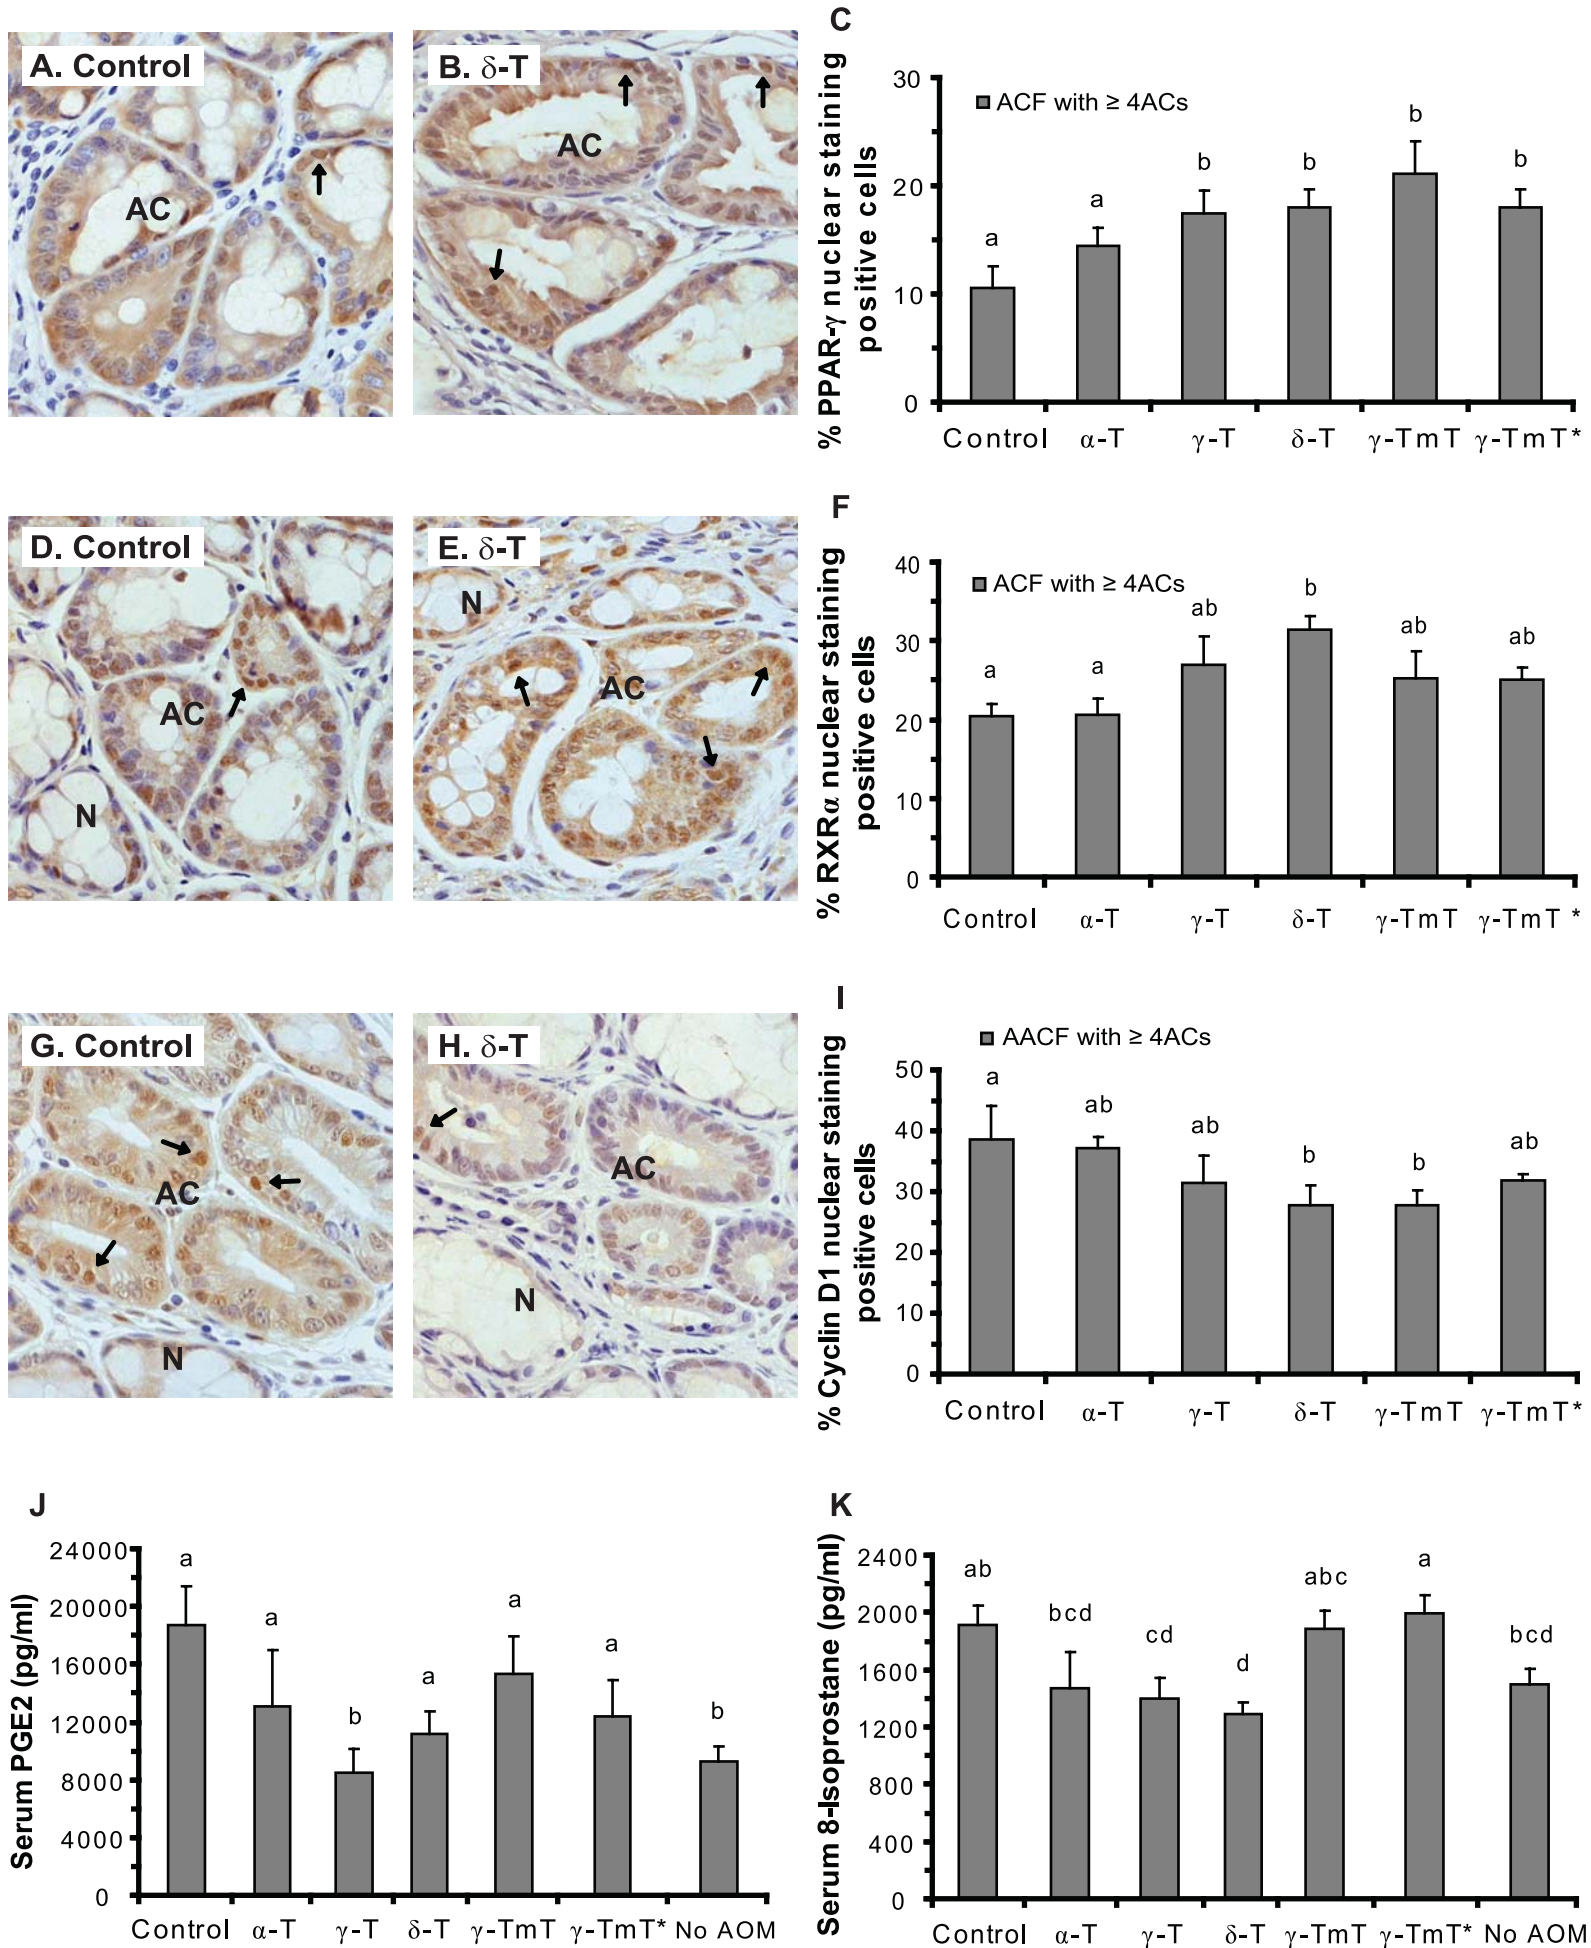 A. Control
AC
B. δ-T
AC
C
% PPAR-γ nuclear staining
positive cells
ACF with ≥ 4ACs
30
20
10
0
a
a
b
b
b
b
Control α-T γ-T δ-T γ-TmT γ-TmT*
D. Control
AC
N
E. δ-T
N
AC
F
% RXRα nuclear staining
positive cells
ACF with ≥ 4ACs
40
30
20
10
0
a
a
ab
b
ab
ab
Control α-T γ-T δ-T γ-TmT γ-TmT *
G. Control
AC
N
H. δ-T
AC
N
I
% Cyclin D1 nuclear staining
positive cells
AACF with ≥ 4ACs
50
40
30
20
10
0
a
ab
ab
b
b
ab
Control α-T γ-T δ-T γ-TmT γ-TmT*
J
Serum PGE2 (pg/ml)
24000
20000
16000
12000
8000
4000
0
a
a
b
a
a
a
b
Control α-T γ-T δ-T γ-TmT γ-TmT* No AOM
K
Serum 8-Isoprostane (pg/ml)
2400
2000
1600
1200
800
400
0
ab
bcd
cd
d
abc
a
bcd
Control α-T γ-T δ-T γ-TmT γ-TmT* No AOM